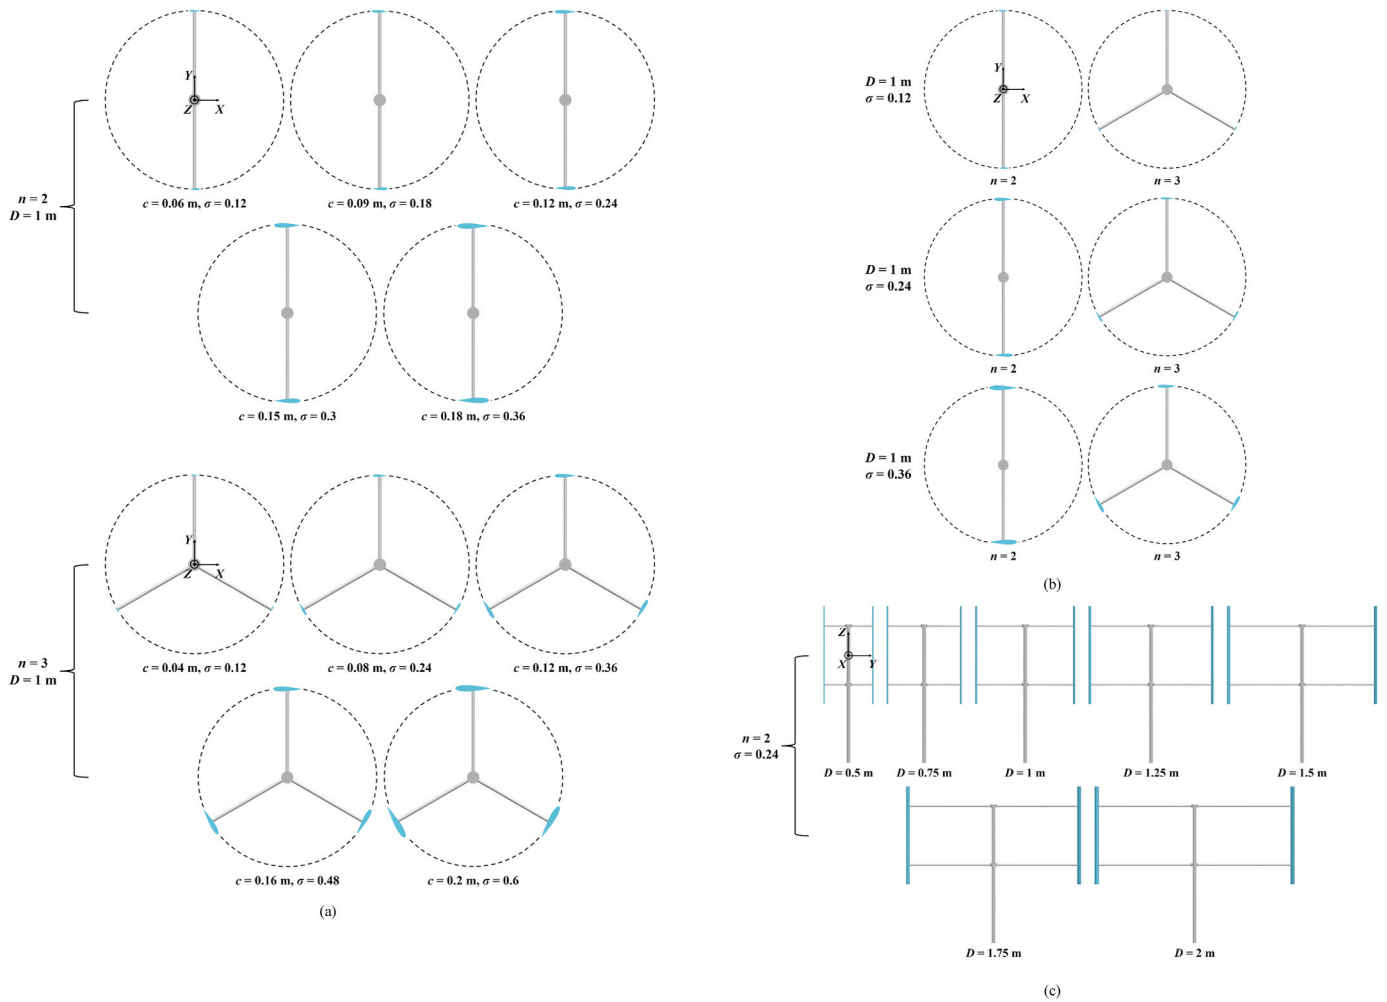 Y
Z
X
n = 2
D = 1 m
c = 0.06 m, σ = 0.12
c = 0.09 m, σ = 0.18
c = 0.12 m, σ = 0.24
c = 0.15 m, σ = 0.3
c = 0.18 m, σ = 0.36
Y
Z
X
n = 3
D = 1 m
c = 0.04 m, σ = 0.12
c = 0.08 m, σ = 0.24
c = 0.12 m, σ = 0.36
c = 0.16 m, σ = 0.48
c = 0.2 m, σ = 0.6
(a)
D = 1 m
σ = 0.12
Y
Z
X
n = 2
n = 3
D = 1 m
σ = 0.24
n = 2
n = 3
D = 1 m
σ = 0.36
n = 2
n = 3
(b)
Z
X
Y
n = 2
σ = 0.24
D = 0.5 m
D = 0.75 m
D = 1 m
D = 1.25 m
D = 1.5 m
D = 1.75 m
D = 2 m
(c)